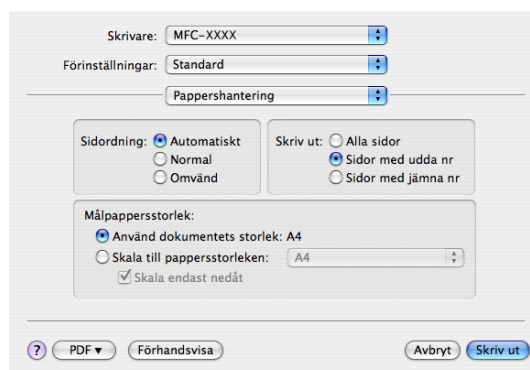 Skrivare: MFC-XXXX
Förinställningar: Standard
Pappershantering
Sidordning: Automatiskt
Normal
Omvänd
Skriv ut: Alla sidor
Sidor med udda nr
Sidor med jämna nr
Målpappersstorlek:
Använd dokumentets storlek: A4
Skala till pappersstorleken: A4
Skala endast nedåt
? PDF ▼ Förhandsvisa Avbryt Skriv ut